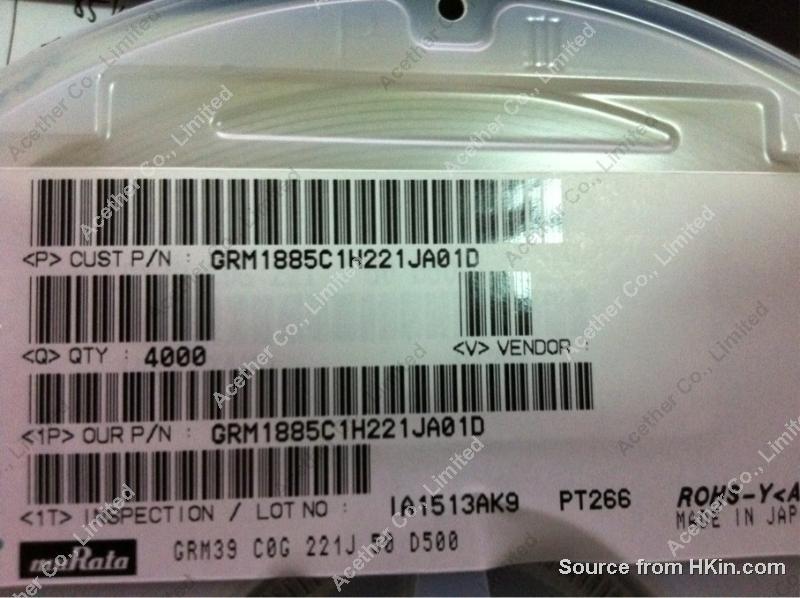 <P> CUST P/N : GRM1885C1H221JA01D
<Q> QTY : 4000 <V> VENDOR
<1P> OUR P/N : GRM1885C1H221JA01D
<1T> INSPECTION / LOT NO : IA1513AK9 PT266 ROHS-Y<A
MADE IN JAP
muRata GRM39 C0G 221J 50 D500
Source from HKin.com
Acether Co., Limited